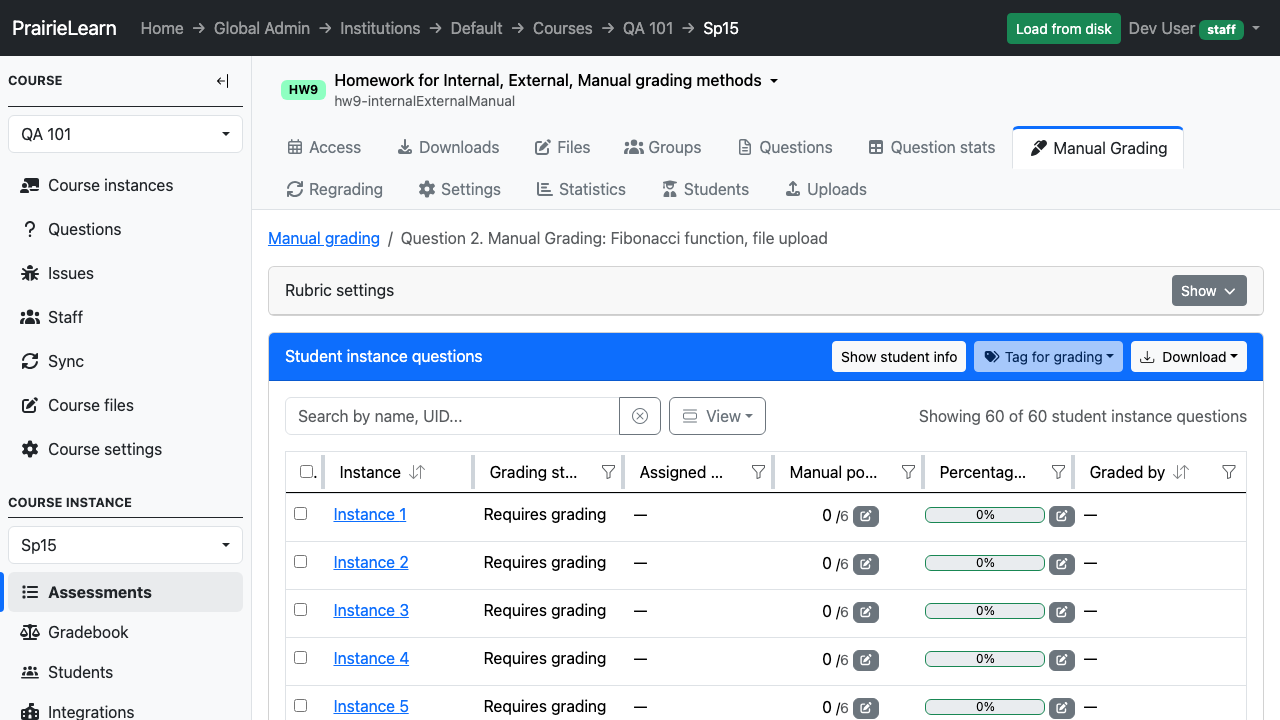 PrairieLearn Home → Global Admin → Institutions → Default → Courses → QA 101 → Sp15 Load from disk Dev User staff
COURSE
QA 101
Course instances
Questions
Issues
Staff
Sync
Course files
Course settings
COURSE INSTANCE
Sp15
Assessments
Gradebook
Students
Integrations
HW9 Homework for Internal, External, Manual grading methods
hw9-internalExternalManual
Access Downloads Files Groups Questions Question stats Manual Grading
Regrading Settings Statistics Students Uploads
Manual grading / Question 2. Manual Grading: Fibonacci function, file upload
Rubric settings Show
Student instance questions Show student info Tag for grading Download
Search by name, UID... View Showing 60 of 60 student instance questions
Instance Grading st... Assigned ... Manual po... Percentag... Graded by
Instance 1 Requires grading — 0 /6 0% —
Instance 2 Requires grading — 0 /6 0% —
Instance 3 Requires grading — 0 /6 0% —
Instance 4 Requires grading — 0 /6 0% —
Instance 5 Requires grading — 0 /6 0% —